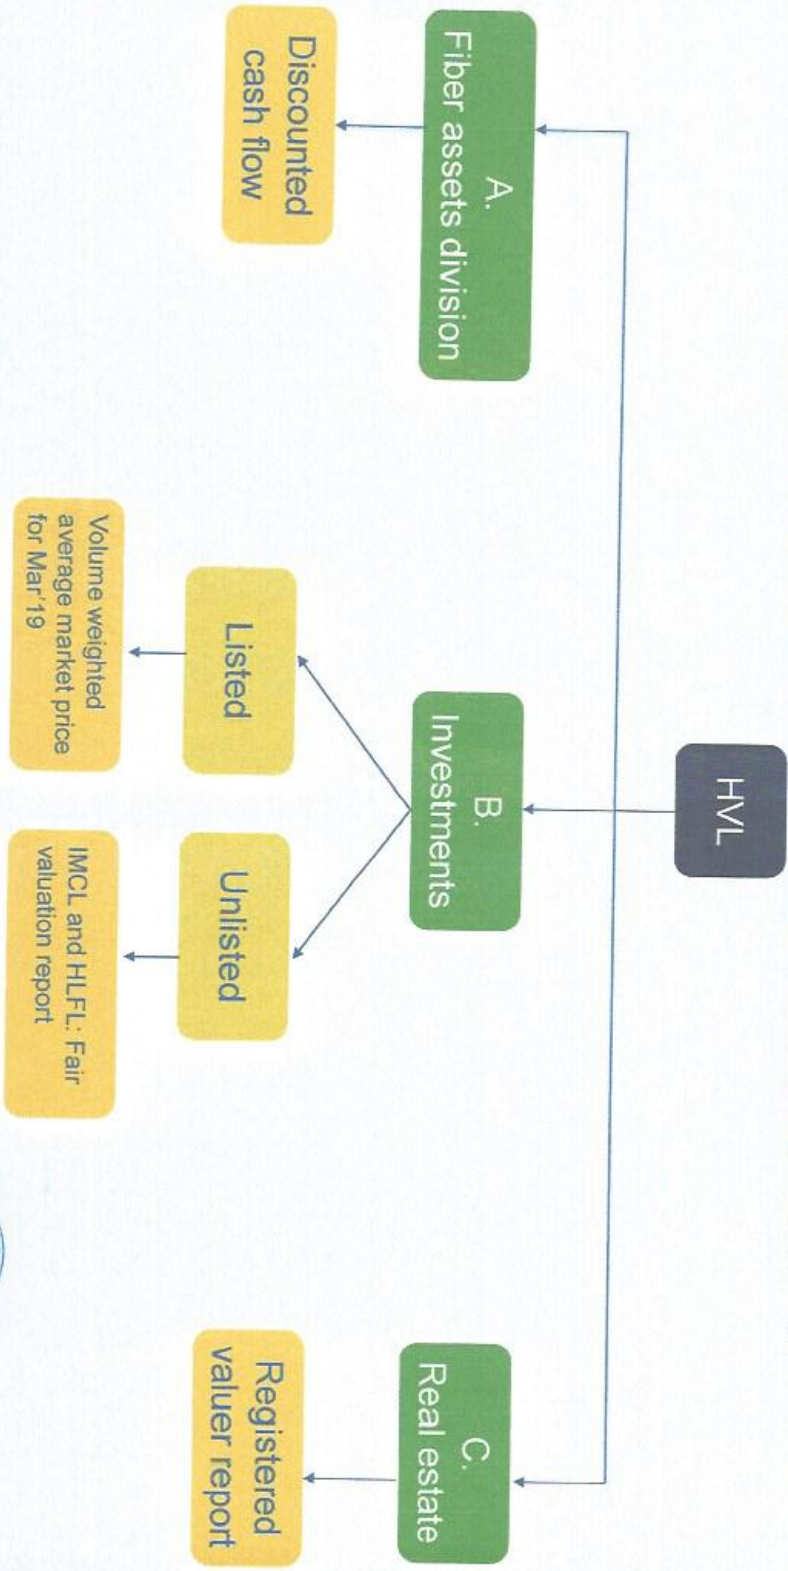 HVL
A.
Fiber assets division
B.
Investments
C.
Real estate
Discounted
cash flow
Listed
Unlisted
Registered
valuer report
Volume weighted
average market price
for Mar'19
IMCL and HLFL: Fair
valuation report